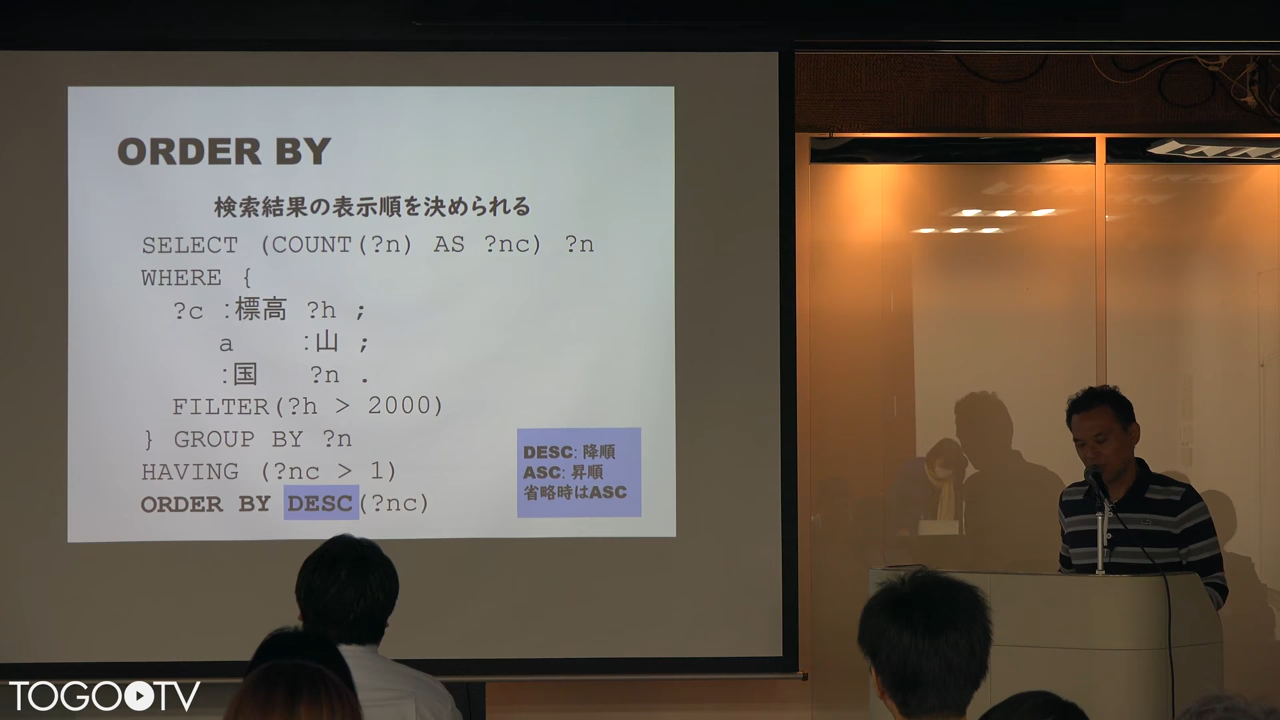 ORDER BY
検索結果の表示順を決められる
SELECT (COUNT(?n) AS ?nc) ?n
WHERE {
?c :標高 ?h ;
a :山 ;
:国 ?n .
FILTER(?h > 2000)
} GROUP BY ?n
HAVING (?nc > 1)
ORDER BY DESC(?nc)
DESC: 降順
ASC: 昇順
省略時はASC
TOGO TV